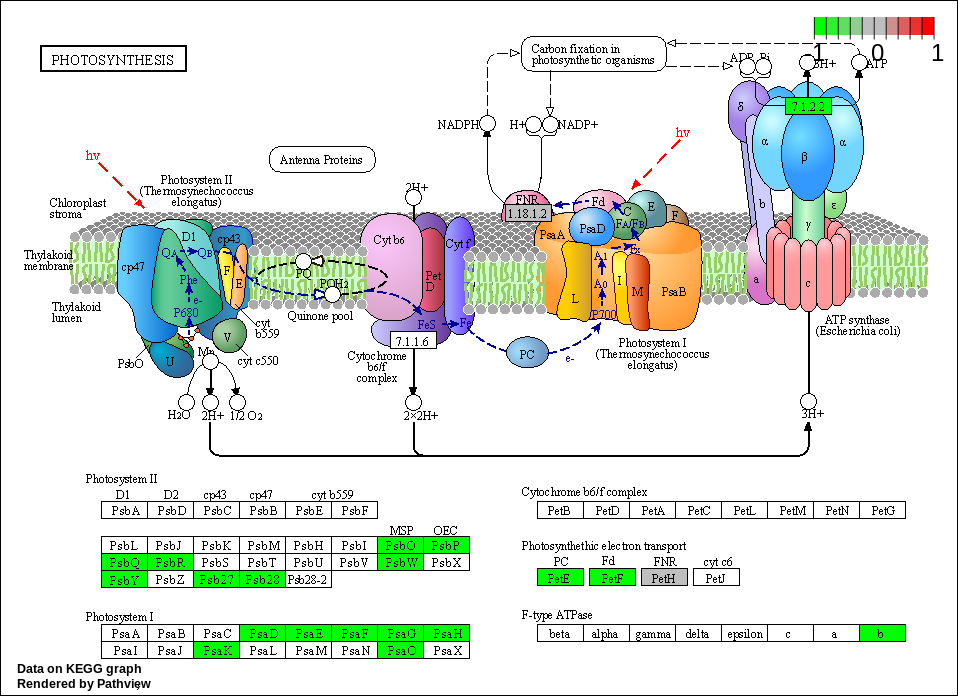 PHOTOSYNTHESIS
1 0 1
Carbon fixation in
photosynthetic organisms
ADP Pi 3H+ ATP
NADPH H+ NADP+
hν
hν
Antenna Proteins
Photosystem II
(Thermosynechococcus
elongatus)
Chloroplast
stroma
Thylakoid
membrane
Thylakoid
lumen
cp47 D1 cp43
QA QB
Phe
e-
P680
F E
PsbO U V
Mn
cyt
b559
cyt c550
H2O 2H+ 1/2 O2
PQ
PQH2
Quinone pool
2H+
Cyt b6 Cyt f
Pet
D
FeS Fe
7.1.1.6
Cytochrome
b6/f
complex
2×2H+
PC
e-
FNR
1.18.1.2
Fd
C E F
FA/FB
PsaA PsaD
Fx
A1
A0
L I M PsaB
P700
Photosystem I
(Thermosynechococcus
elongatus)
δ 7.1.2.2
α β α
b γ ε
a c
ATP synthase
(Escherichia coli)
3H+
Photosystem II
D1 D2 cp43 cp47 cyt b559
PsbA PsbD PsbC PsbB PsbE PsbF
MSP OEC
PsbL PsbJ PsbK PsbM PsbH PsbI PsbO PsbP
PsbQ PsbR PsbS PsbT PsbU PsbV PsbW PsbX
PsbY PsbZ Psb27 Psb28 Psb28-2
Photosystem I
PsaA PsaB PsaC PsaD PsaE PsaF PsaG PsaH
PsaI PsaJ PsaK PsaL PsaM PsaN PsaO PsaX
Cytochrome b6/f complex
PetB PetD PetA PetC PetL PetM PetN PetG
Photosynthethic electron transport
PC Fd FNR cyt c6
PetE PetF PetH PetJ
F-type ATPase
beta alpha gamma delta epsilon c a b
Data on KEGG graph
Rendered by Pathview